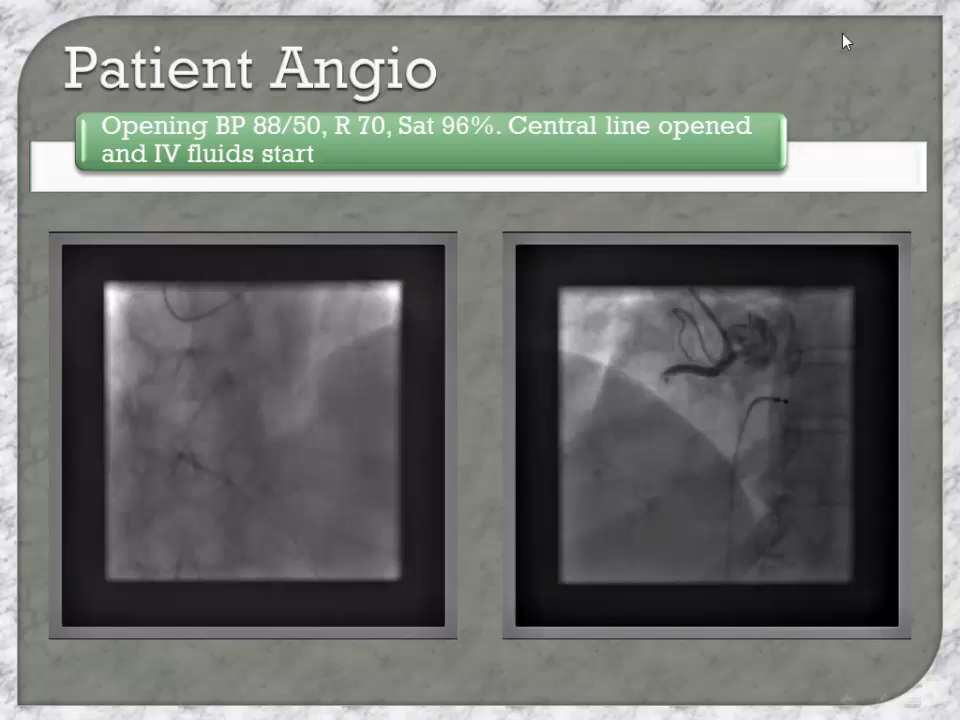 Patient Angio
Opening BP 88/50, R 70, Sat 96%. Central line opened
and IV fluids start